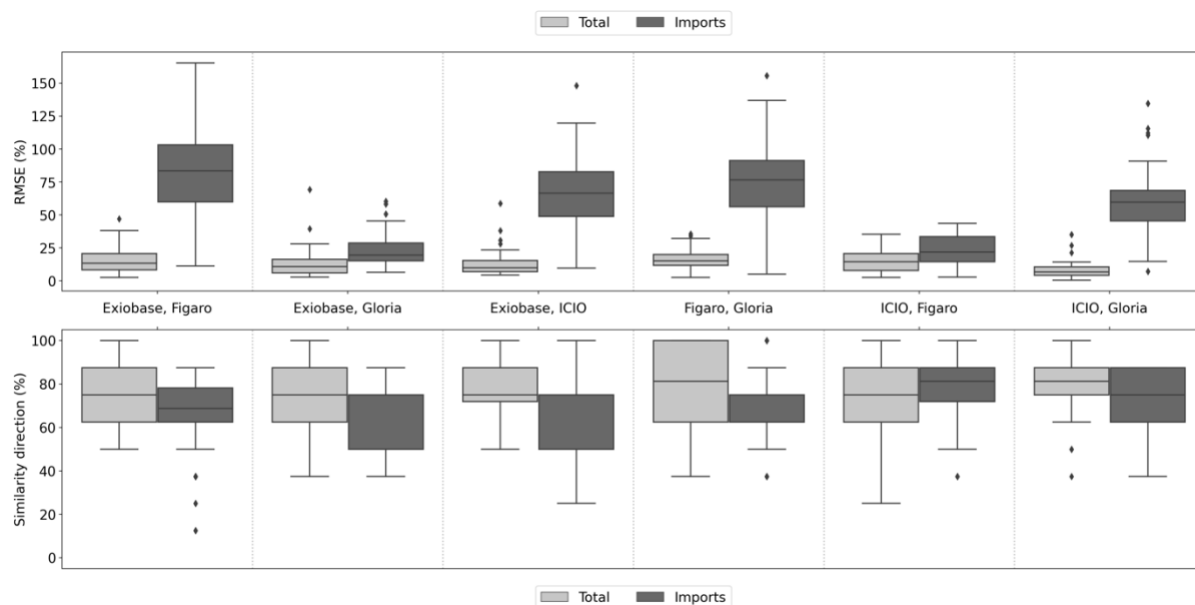 Total Imports
RMSE (%)
150
125
100
75
50
25
0
Exiobase, Figaro Exiobase, Gloria Exiobase, ICIO Figaro, Gloria ICIO, Figaro ICIO, Gloria
Similarity direction (%)
100
80
60
40
20
0
Total Imports